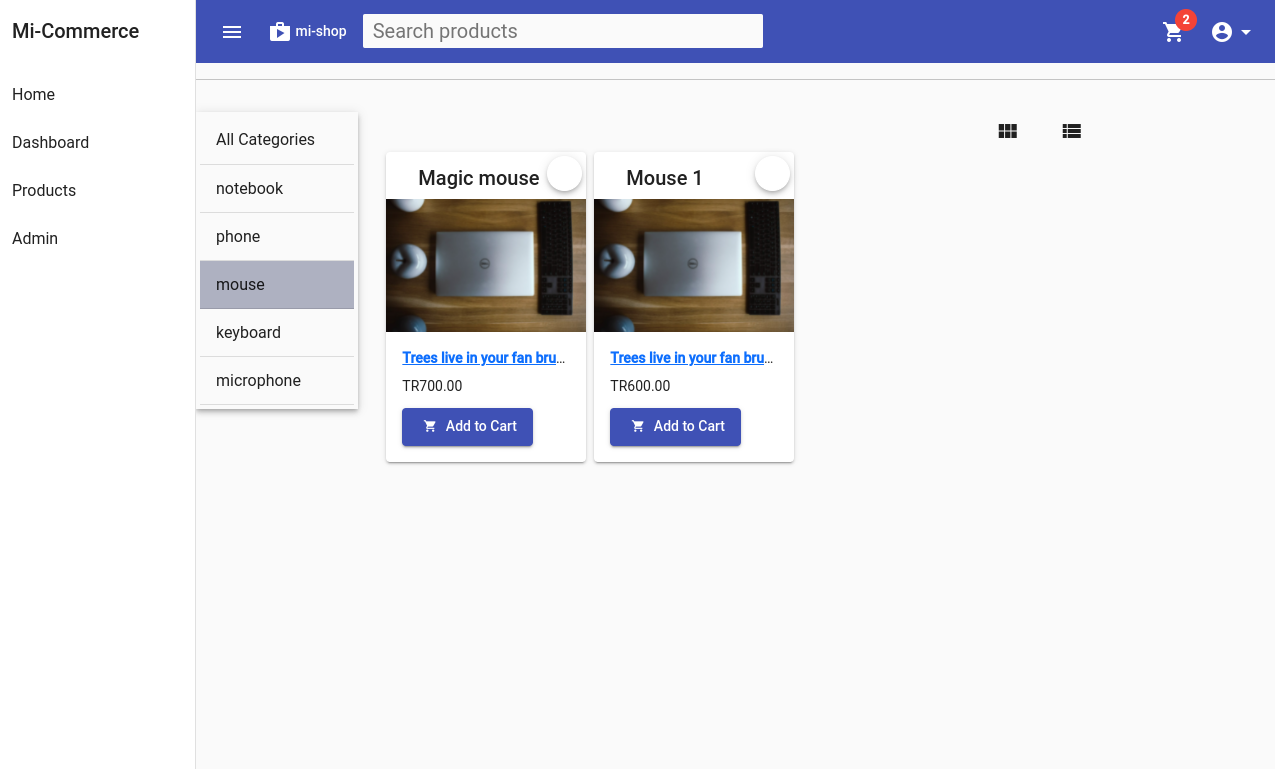 Mi-Commerce
Home
Dashboard
Products
Admin
mi-shop
Search products
2
All Categories
notebook
phone
mouse
keyboard
microphone
Magic mouse
Trees live in your fan bru...
TR700.00
Add to Cart
Mouse 1
Trees live in your fan bru...
TR600.00
Add to Cart